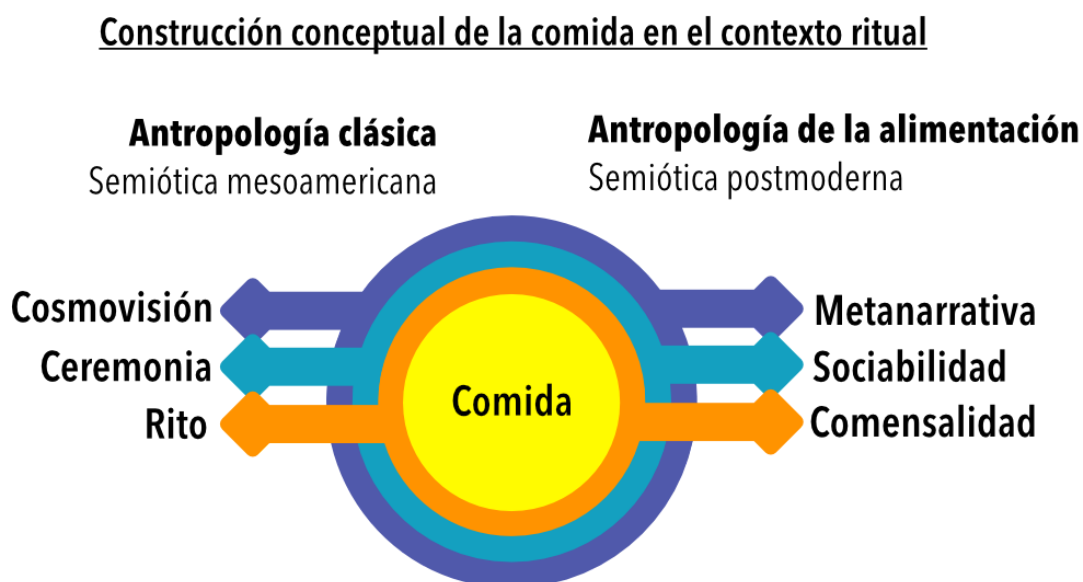 Construcción conceptual de la comida en el contexto ritual
Antropología clásica
Semiótica mesoamericana
Antropología de la alimentación
Semiótica postmoderna
Cosmovisión
Ceremonia
Rito
Comida
Metanarrativa
Sociabilidad
Comensalidad